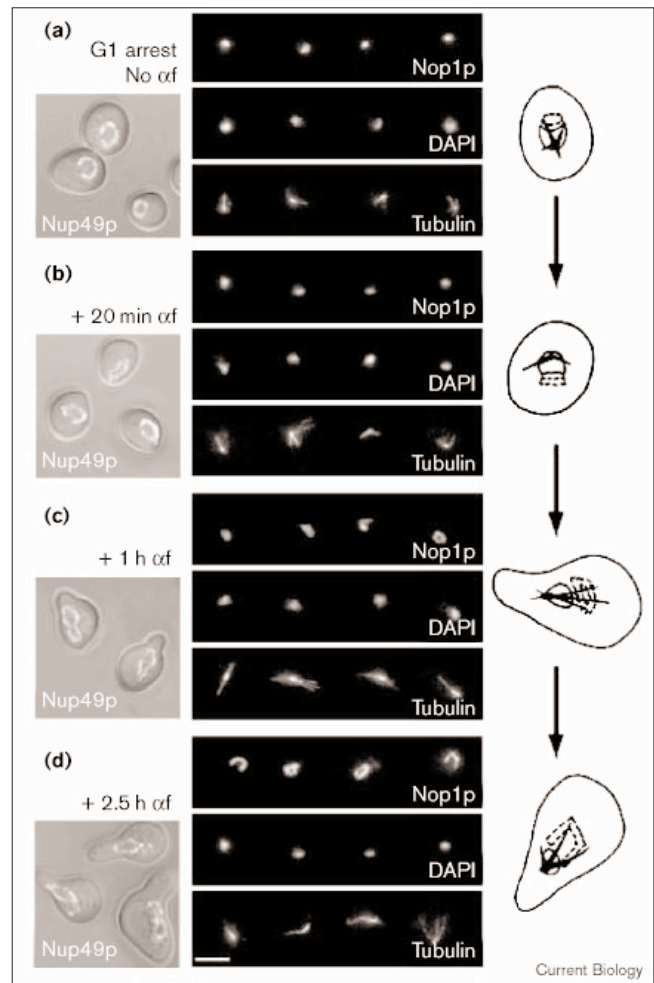 (a)
G1 arrest
No αf
Nup49p
Nop1p
DAPI
Tubulin
(b)
+ 20 min αf
Nup49p
Nop1p
DAPI
Tubulin
(c)
+ 1 h αf
Nup49p
Nop1p
DAPI
Tubulin
(d)
+ 2.5 h αf
Nup49p
Nop1p
DAPI
Tubulin
Current Biology